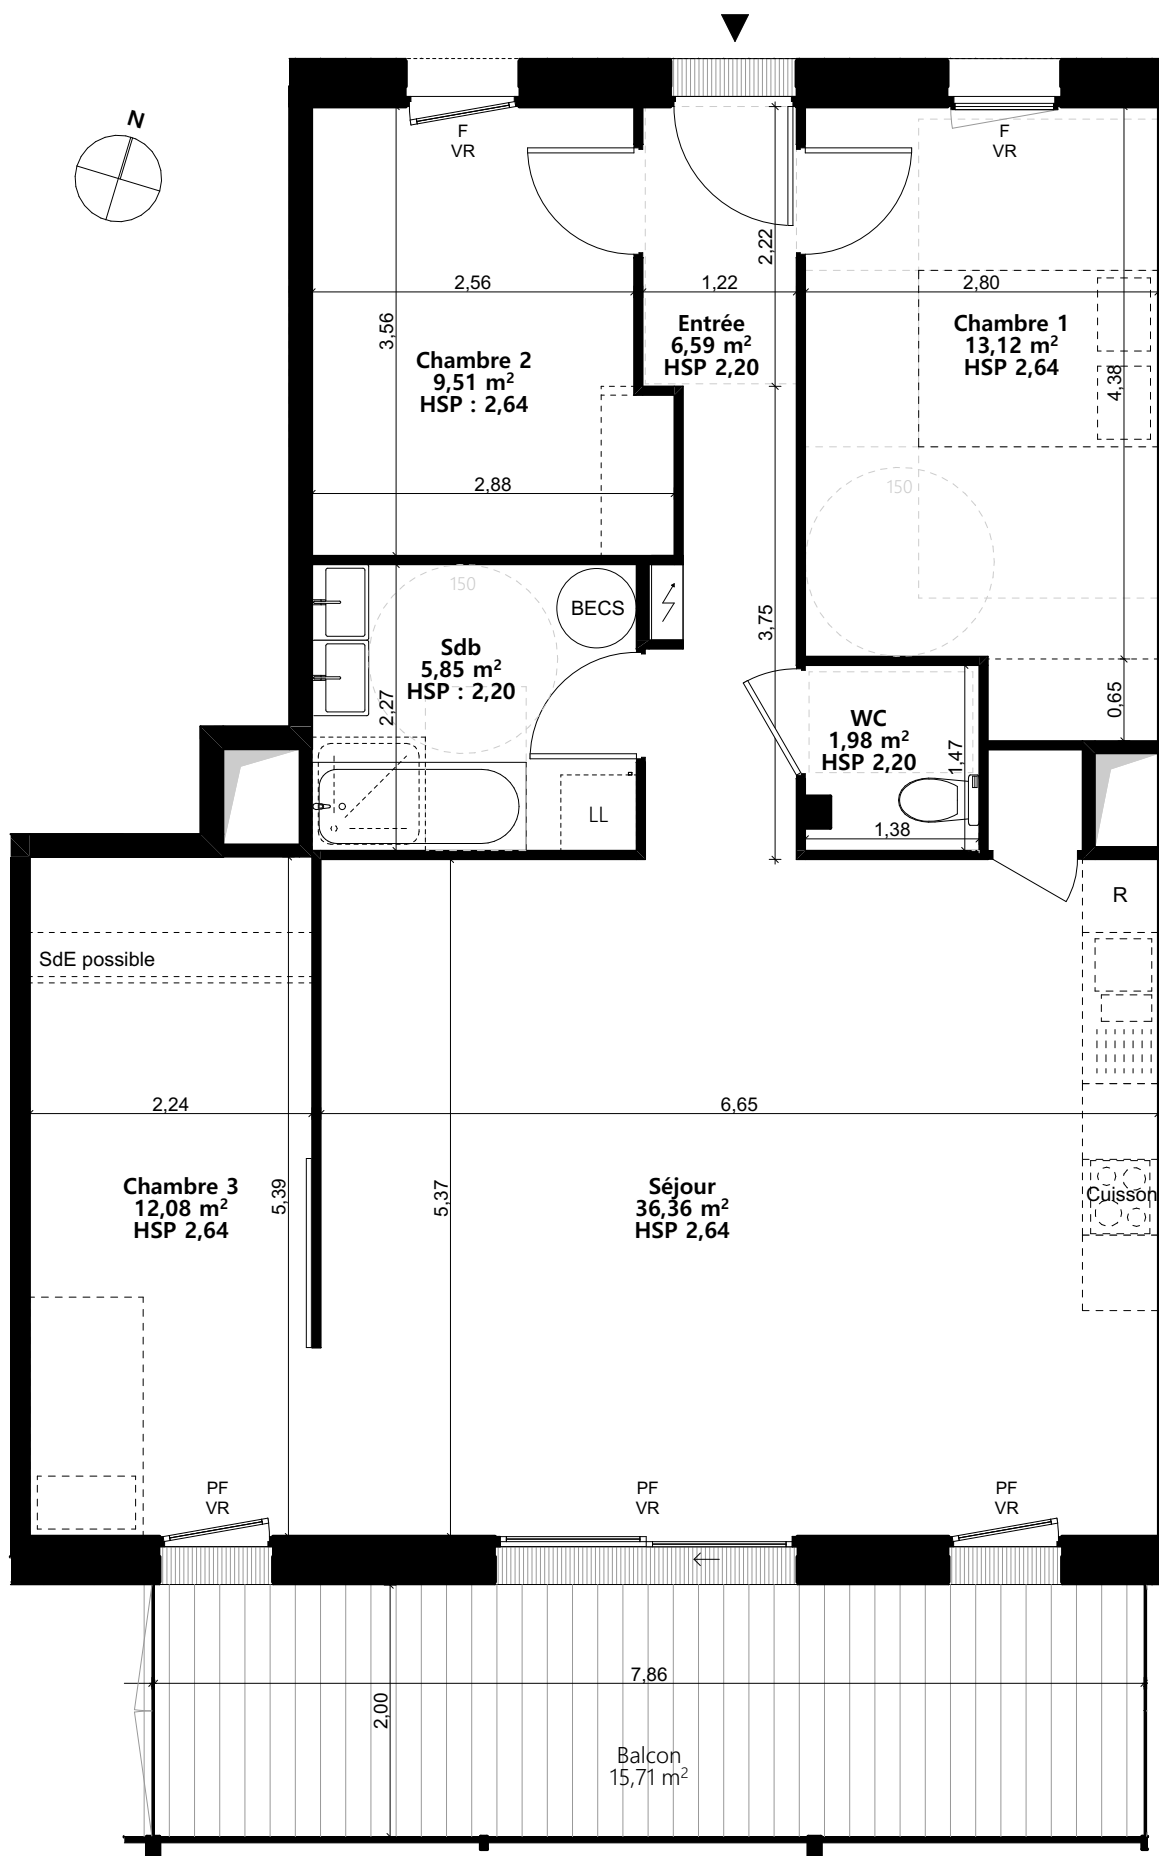 N
F
VR
F
VR
2,22
2,56
1,22
2,80
3,56
Entrée
6,59 m²
HSP 2,20
Chambre 1
13,12 m²
HSP 2,64
4,38
Chambre 2
9,51 m²
HSP : 2,64
2,88
150
150
BECS
3,75
Sdb
5,85 m²
HSP : 2,20
2,27
0,65
WC
1,98 m²
HSP 2,20
1,47
LL
1,38
R
SdE possible
2,24
6,65
Chambre 3
12,08 m²
HSP 2,64
5,39
5,37
Séjour
36,36 m²
HSP 2,64
Cuisson
PF
VR
PF
VR
PF
VR
7,86
2,00
Balcon
15,71 m²